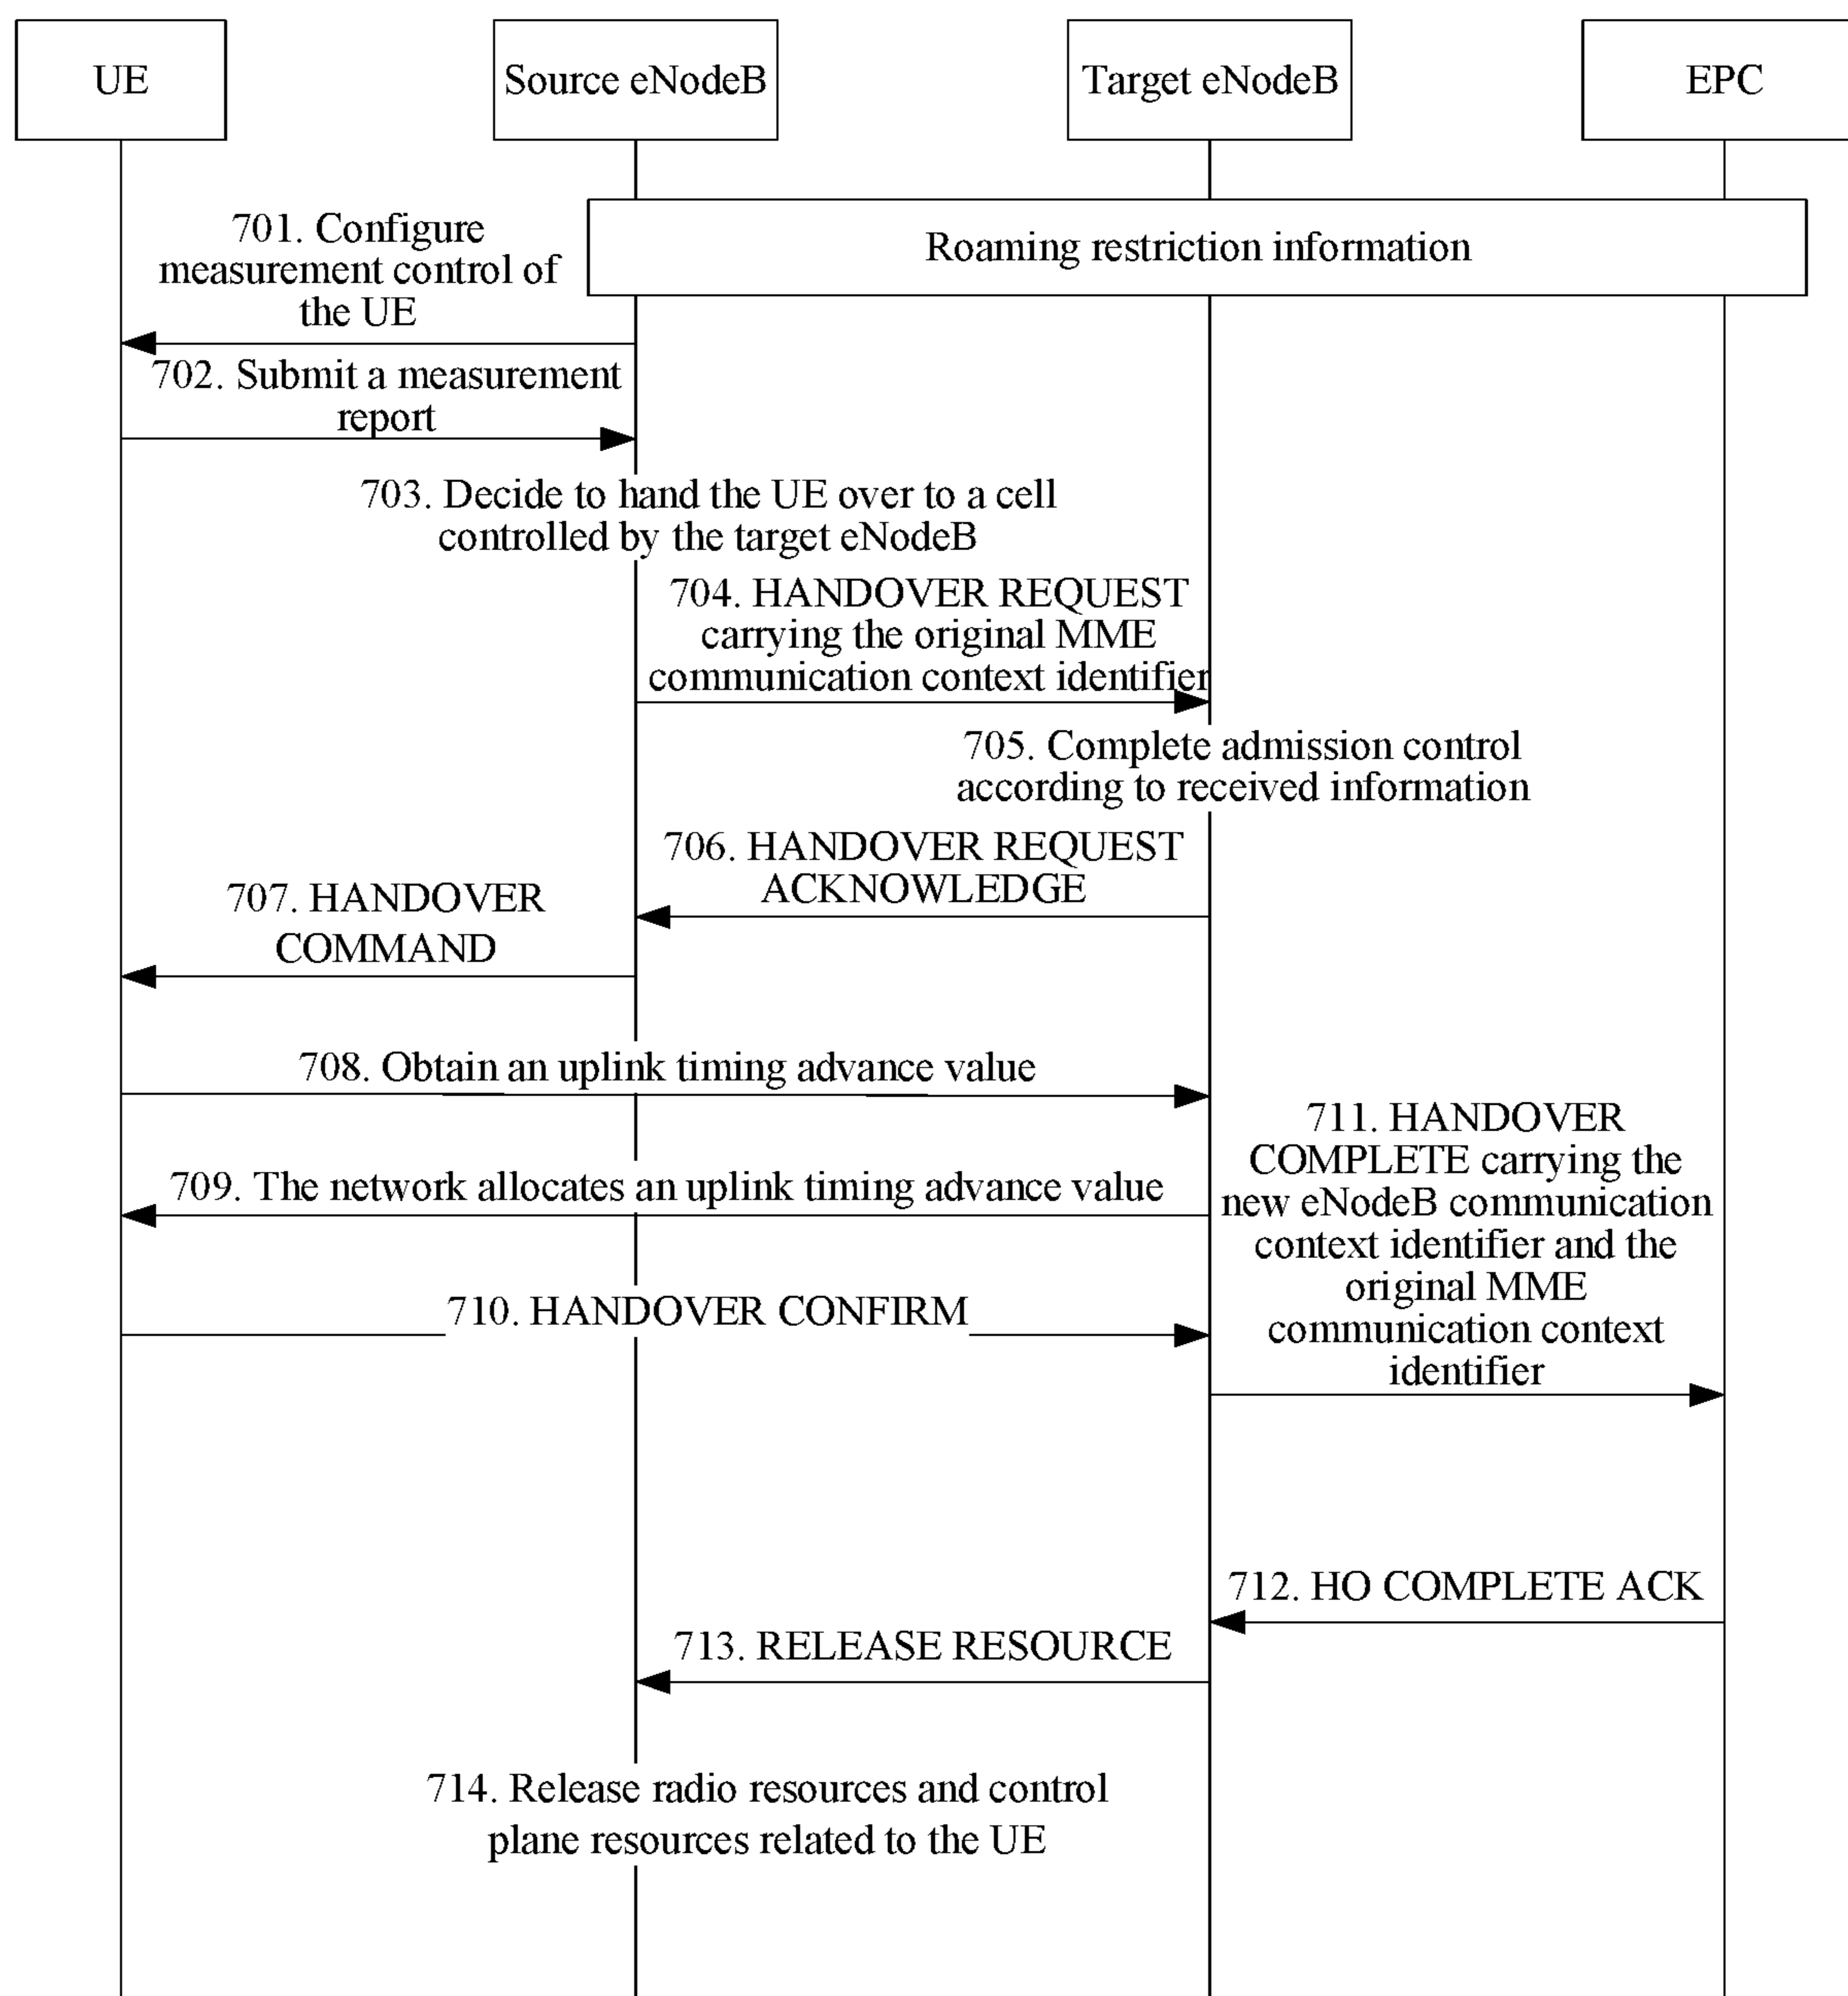 UE
Source eNodeB
Target eNodeB
EPC
Roaming restriction information
701. Configure
measurement control of
the UE
702. Submit a measurement
report
703. Decide to hand the UE over to a cell
controlled by the target eNodeB
704. HANDOVER REQUEST
carrying the original MME
communication context identifier
705. Complete admission control
according to received information
706. HANDOVER REQUEST
ACKNOWLEDGE
707. HANDOVER
COMMAND
708. Obtain an uplink timing advance value
709. The network allocates an uplink timing advance value
710. HANDOVER CONFIRM
711. HANDOVER
COMPLETE carrying the
new eNodeB communication
context identifier and the
original MME
communication context
identifier
712. HO COMPLETE ACK
713. RELEASE RESOURCE
714. Release radio resources and control
plane resources related to the UE